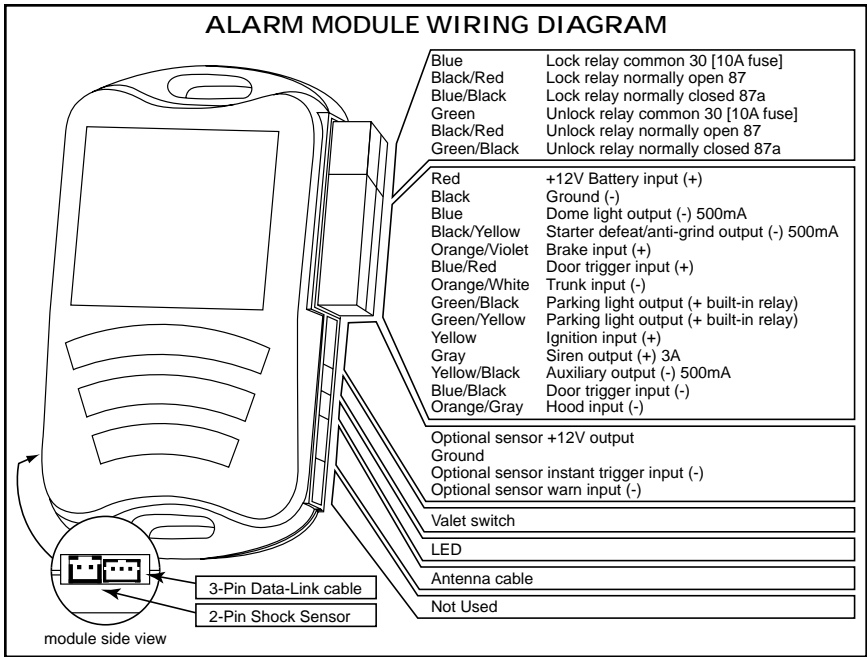 ALARM MODULE WIRING DIAGRAM
Blue Lock relay common 30 [10A fuse]
Black/Red Lock relay normally open 87
Blue/Black Lock relay normally closed 87a
Green Unlock relay common 30 [10A fuse]
Black/Red Unlock relay normally open 87
Green/Black Unlock relay normally closed 87a
Red +12V Battery input (+)
Black Ground (-)
Blue Dome light output (-) 500mA
Black/Yellow Starter defeat/anti-grind output (-) 500mA
Orange/Violet Brake input (+)
Blue/Red Door trigger input (+)
Orange/White Trunk input (-)
Green/Black Parking light output (+ built-in relay)
Green/Yellow Parking light output (+ built-in relay)
Yellow Ignition input (+)
Gray Siren output (+) 3A
Yellow/Black Auxiliary output (-) 500mA
Blue/Black Door trigger input (-)
Orange/Gray Hood input (-)
Optional sensor +12V output
Ground
Optional sensor instant trigger input (-)
Optional sensor warn input (-)
Valet switch
LED
Antenna cable
Not Used
3-Pin Data-Link cable
2-Pin Shock Sensor
module side view